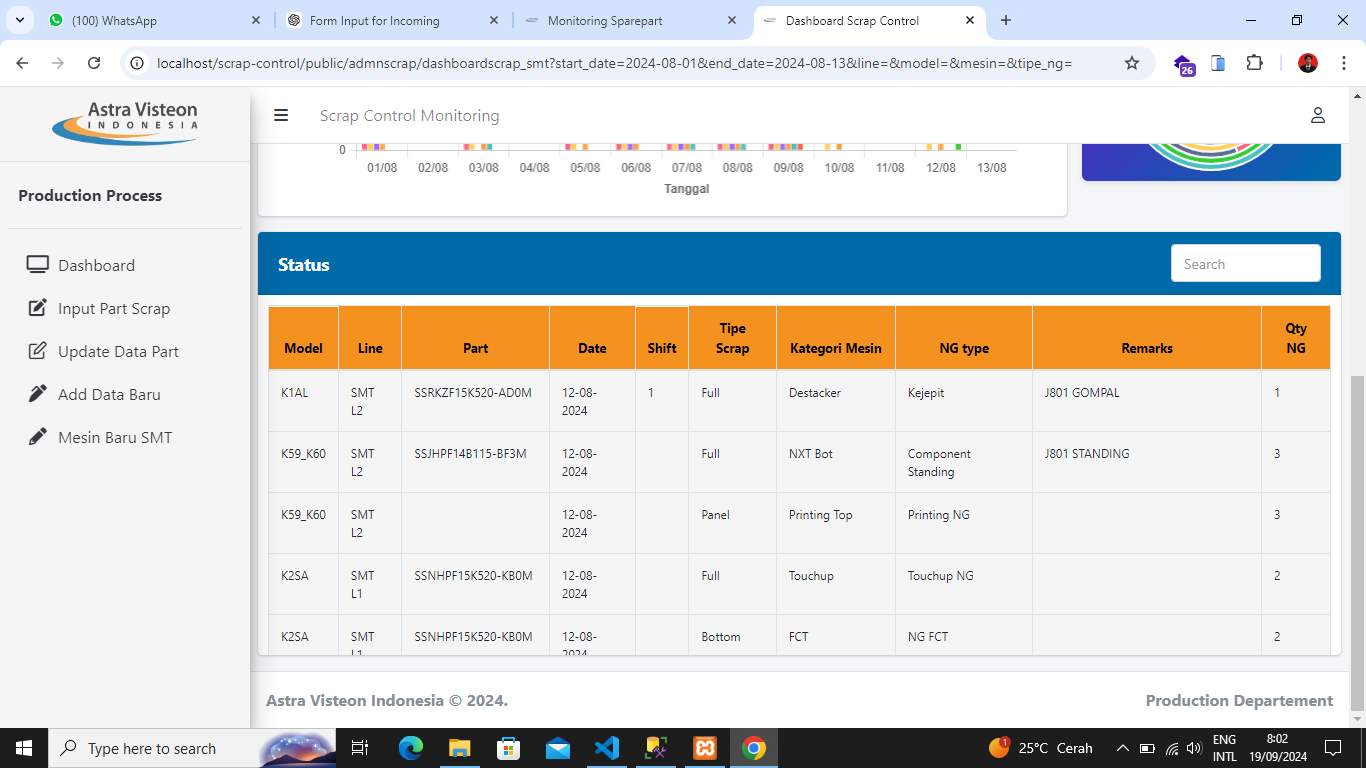 (100) WhatsApp
Form Input for Incoming
Monitoring Sparepart
Dashboard Scrap Control
localhost/scrap-control/public/admnscrap/dashboardscrap_smt?start_date=2024-08-01&end_date=2024-08-13&line=&model=&mesin=&tipe_ng=
26
Astra Visteon
INDONESIA
Scrap Control Monitoring
Production Process
Dashboard
Input Part Scrap
Update Data Part
Add Data Baru
Mesin Baru SMT
0
01/08 02/08 03/08 04/08 05/08 06/08 07/08 08/08 09/08 10/08 11/08 12/08 13/08
Tanggal
Status
Search
Model Line Part Date Shift Tipe Scrap Kategori Mesin NG type Remarks Qty NG
K1AL SMT L2 SSRKZF15K520-AD0M 12-08-2024 1 Full Destacker Kejepit J801 GOMPAL 1
K59_K60 SMT L2 SSJHPF14B115-BF3M 12-08-2024 Full NXT Bot Component Standing J801 STANDING 3
K59_K60 SMT L2 12-08-2024 Panel Printing Top Printing NG 3
K2SA SMT L1 SSNHPF15K520-KB0M 12-08-2024 Full Touchup Touchup NG 2
K2SA SMT L1 SSNHPF15K520-KB0M 12-08-2024 Bottom FCT NG FCT 2
Astra Visteon Indonesia © 2024.
Production Departement
Type here to search
1
25°C Cerah
ENG
INTL
8:02
19/09/2024